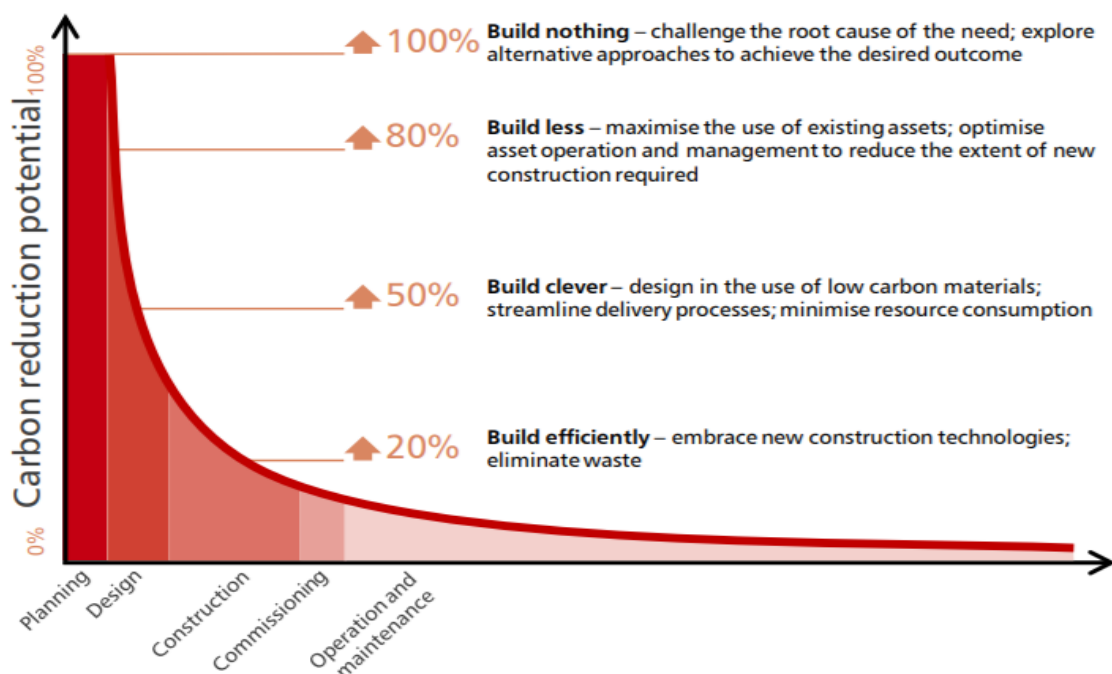 Carbon reduction potential
100%
0%
100%
Build nothing – challenge the root cause of the need; explore
alternative approaches to achieve the desired outcome
80%
Build less – maximise the use of existing assets; optimise
asset operation and management to reduce the extent of new
construction required
50%
Build clever – design in the use of low carbon materials;
streamline delivery processes; minimise resource consumption
20%
Build efficiently – embrace new construction technologies;
eliminate waste
Planning
Design
Construction
Commissioning
Operation and
maintenance